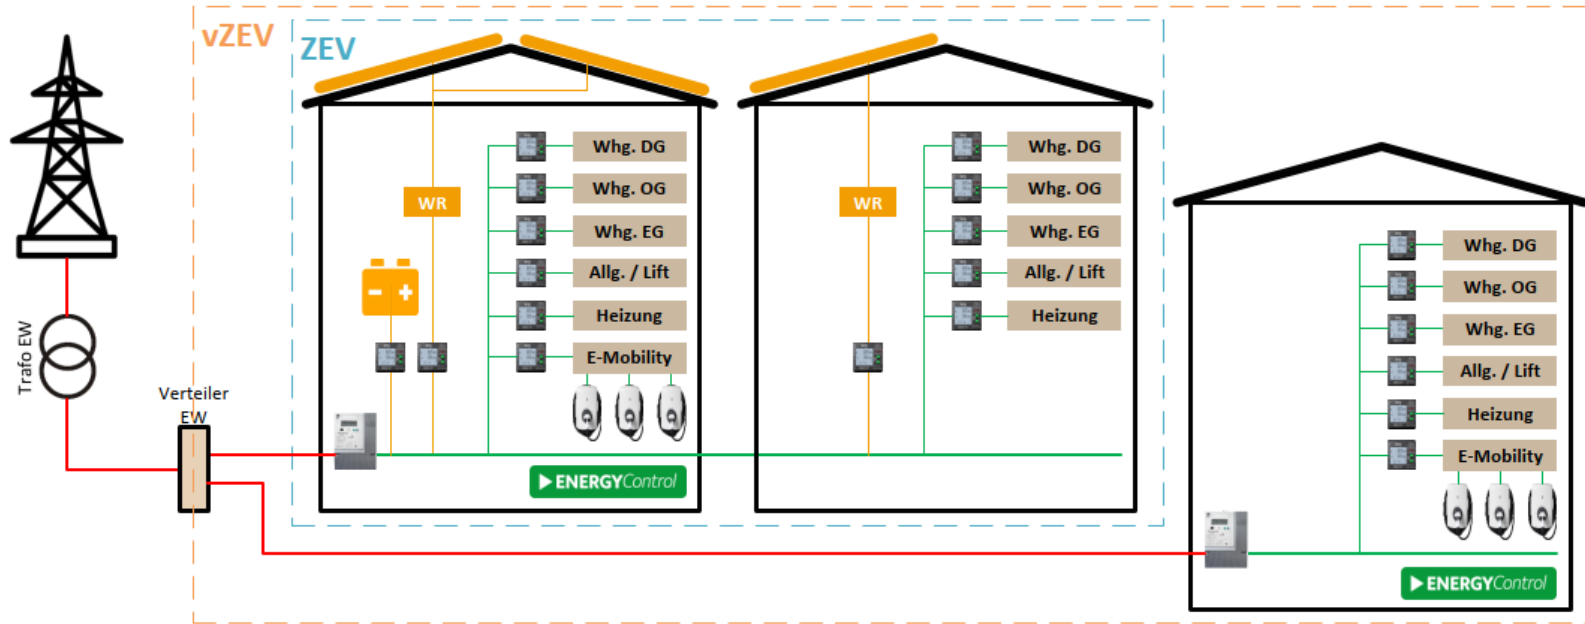 vZEV
ZEV
Trafo EW
Verteiler
EW
WR
Whg. DG
Whg. OG
Whg. EG
Allg. / Lift
Heizung
E-Mobility
ENERGYControl
WR
Whg. DG
Whg. OG
Whg. EG
Allg. / Lift
Heizung
Whg. DG
Whg. OG
Whg. EG
Allg. / Lift
Heizung
E-Mobility
ENERGYControl